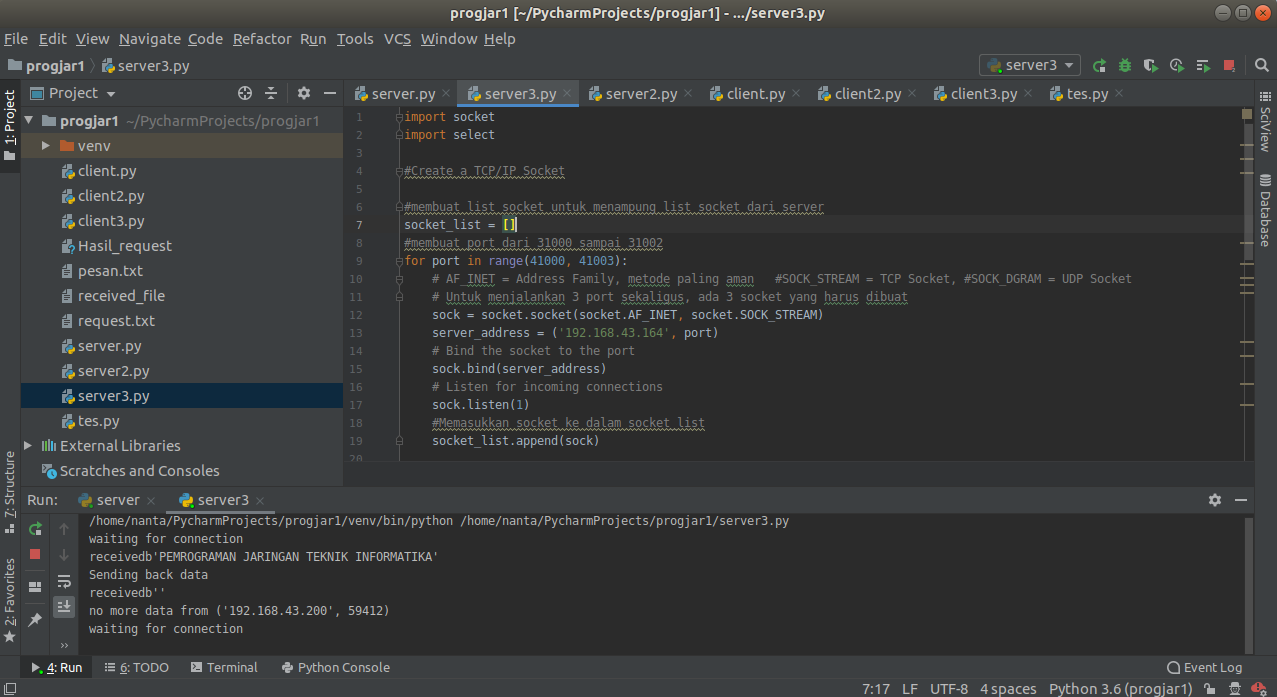 progjar1 [~/PycharmProjects/progjar1] - .../server3.py
File Edit View Navigate Code Refactor Run Tools VCS Window Help
progjar1 server3.py
server3
1: Project
Project
server.py server3.py server2.py client.py client2.py client3.py tes.py
progjar1 ~/PycharmProjects/progjar1
venv
client.py
client2.py
client3.py
Hasil_request
pesan.txt
received_file
request.txt
server.py
server2.py
server3.py
tes.py
External Libraries
Scratches and Consoles
1 import socket
2 import select
3
4 #Create a TCP/IP Socket
5
6 #membuat list socket untuk menampung list socket dari server
7 socket_list = []
8 #membuat port dari 31000 sampai 31002
9 for port in range(41000, 41003):
10 # AF_INET = Address Family, metode paling aman #SOCK_STREAM = TCP Socket, #SOCK_DGRAM = UDP Socket
11 # Untuk menjalankan 3 port sekaligus, ada 3 socket yang harus dibuat
12 sock = socket.socket(socket.AF_INET, socket.SOCK_STREAM)
13 server_address = ('192.168.43.164', port)
14 # Bind the socket to the port
15 sock.bind(server_address)
16 # Listen for incoming connections
17 sock.listen(1)
18 #Memasukkan socket ke dalam socket list
19 socket_list.append(sock)
20
SciView
Database
7: Structure
2: Favorites
Run: server server3
/home/nanta/PycharmProjects/progjar1/venv/bin/python /home/nanta/PycharmProjects/progjar1/server3.py
waiting for connection
receivedb'PEMROGRAMAN JARINGAN TEKNIK INFORMATIKA'
Sending back data
receivedb''
no more data from ('192.168.43.200', 59412)
waiting for connection
4: Run 6: TODO Terminal Python Console Event Log
7:17 LF UTF-8 4 spaces Python 3.6 (progjar1)